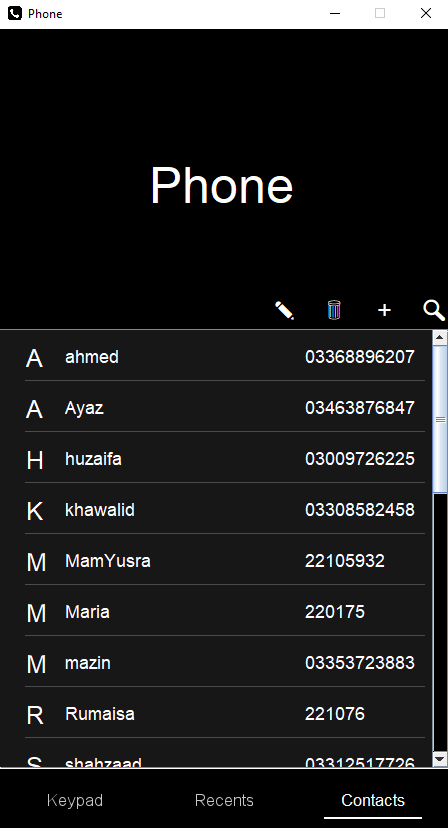 Phone
Phone
A ahmed 03368896207
A Ayaz 03463876847
H huzaifa 03009726225
K khawalid 03308582458
M MamYusra 22105932
M Maria 220175
M mazin 03353723883
R Rumaisa 221076
S shahzaad 03312517726
Keypad Recents Contacts